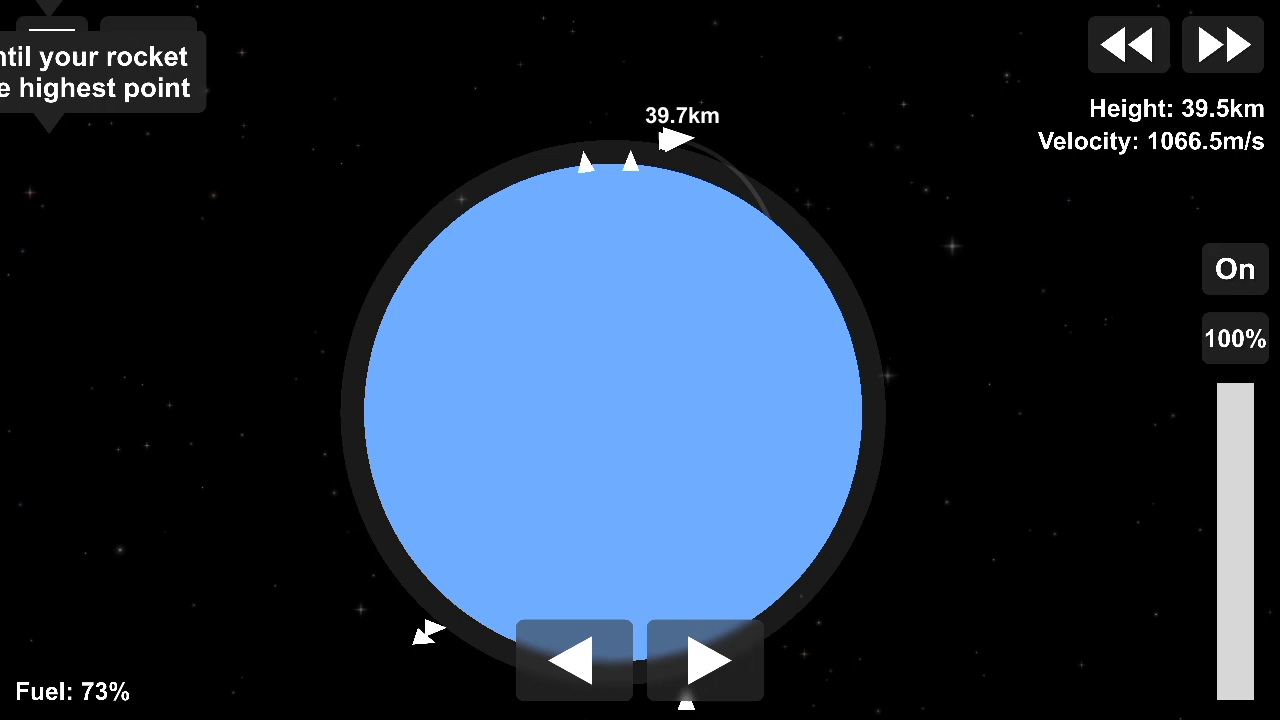 ntil your rocket
e highest point
39.7km
Height: 39.5km
Velocity: 1066.5m/s
On
100%
Fuel: 73%